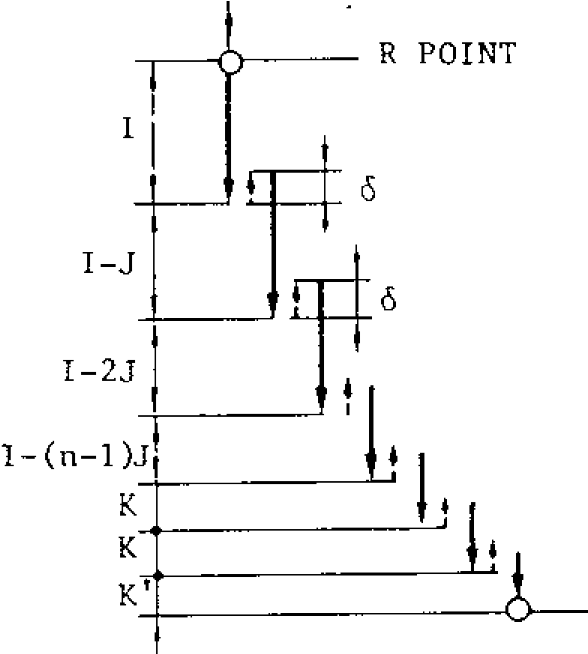 R POINT
I
δ
I-J
δ
I-2J
I-(n-1)J
K
K
K'